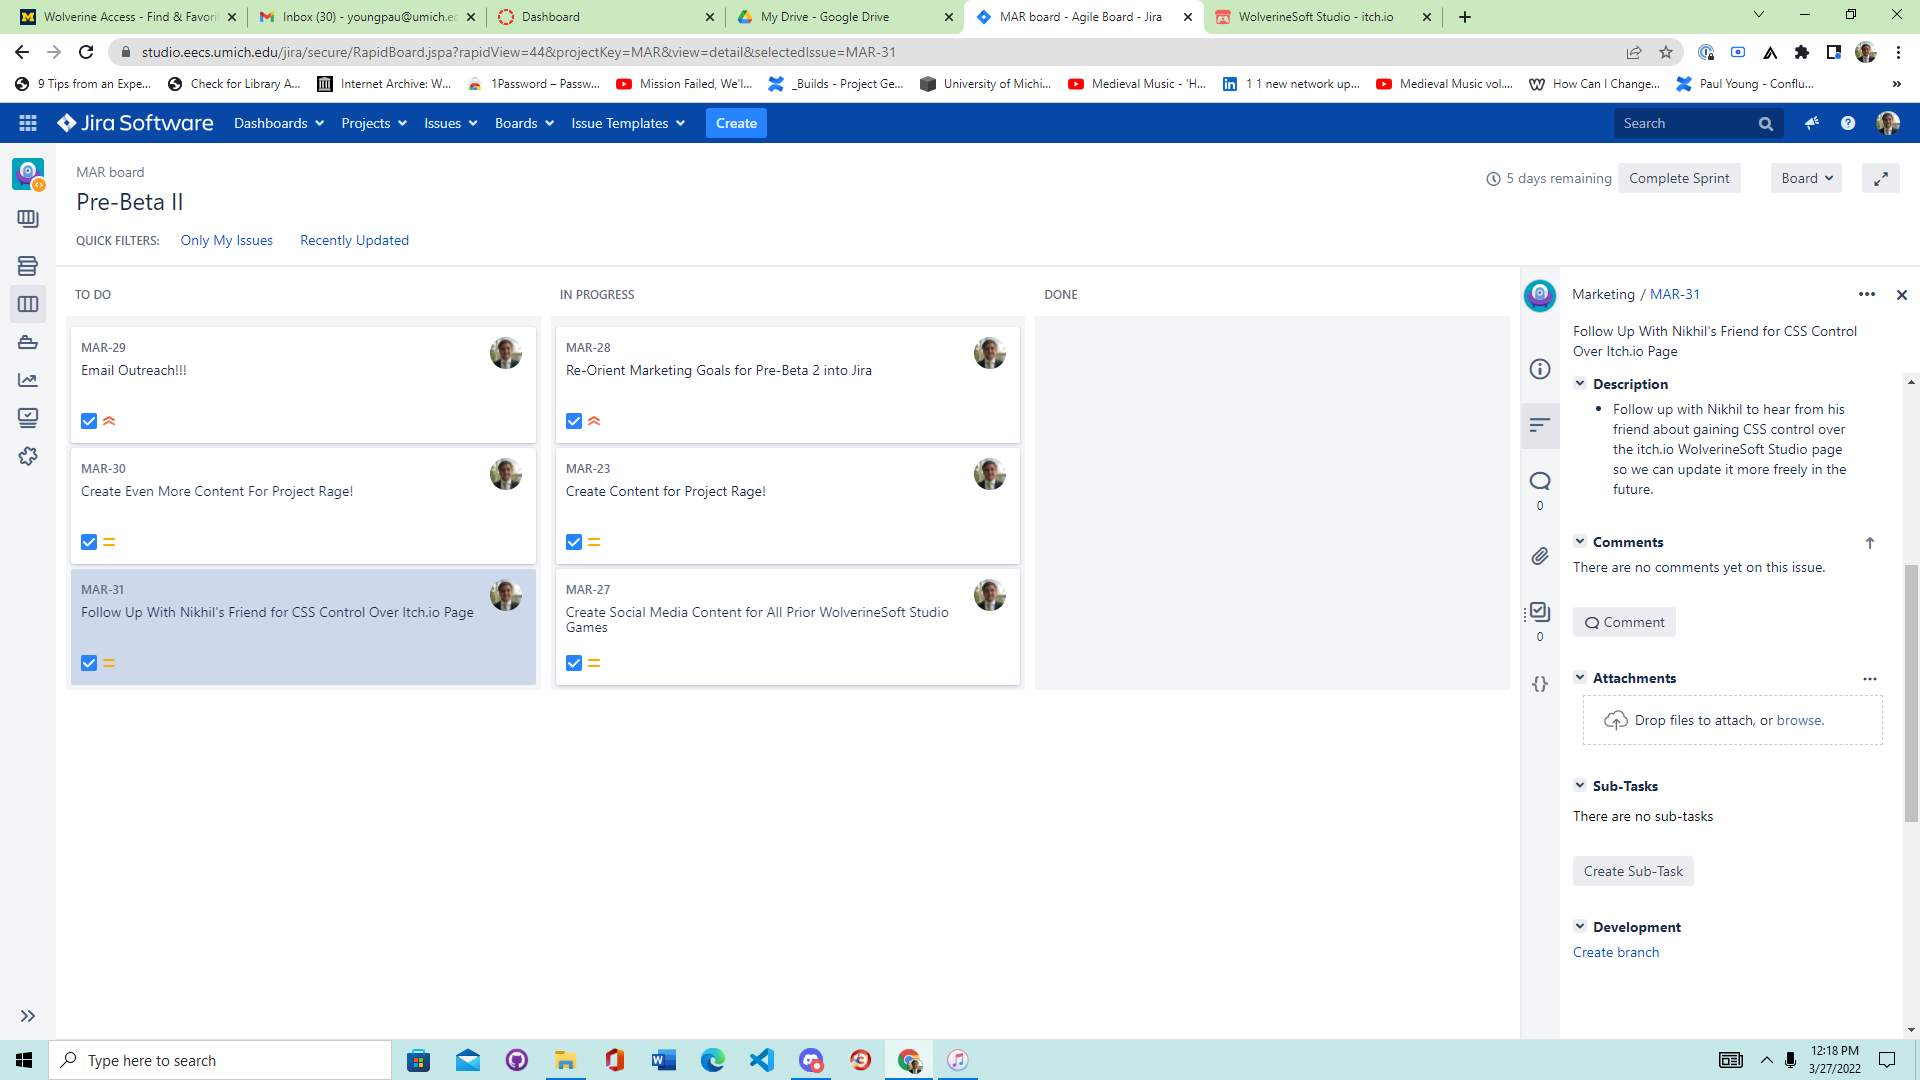 Wolverine Access - Find & Favori
Inbox (30) - youngpau@umich.ec
Dashboard
My Drive - Google Drive
MAR board - Agile Board - Jira
WolverineSoft Studio - itch.io
studio.eecs.umich.edu/jira/secure/RapidBoard.jspa?rapidView=44&projectKey=MAR&view=detail&selectedIssue=MAR-31
9 Tips from an Expe...
Check for Library A...
Internet Archive: W...
1Password – Passw...
Mission Failed, We'l...
_Builds - Project Ge...
University of Michi...
Medieval Music - 'H...
1 1 new network up...
Medieval Music vol....
How Can I Change...
Paul Young - Conflu...
»
Jira Software
Dashboards
Projects
Issues
Boards
Issue Templates
Create
Search
MAR board
Pre-Beta II
5 days remaining
Complete Sprint
Board
QUICK FILTERS:
Only My Issues
Recently Updated
TO DO
IN PROGRESS
DONE
MAR-29
Email Outreach!!!
MAR-30
Create Even More Content For Project Rage!
MAR-31
Follow Up With Nikhil's Friend for CSS Control Over Itch.io Page
MAR-28
Re-Orient Marketing Goals for Pre-Beta 2 into Jira
MAR-23
Create Content for Project Rage!
MAR-27
Create Social Media Content for All Prior WolverineSoft Studio
Games
0
0
Marketing / MAR-31
Follow Up With Nikhil's Friend for CSS Control
Over Itch.io Page
Description
• Follow up with Nikhil to hear from his
friend about gaining CSS control over
the itch.io WolverineSoft Studio page
so we can update it more freely in the
future.
Comments
There are no comments yet on this issue.
Comment
Attachments
Drop files to attach, or browse.
Sub-Tasks
There are no sub-tasks
Create Sub-Task
Development
Create branch
Type here to search
12:18 PM
3/27/2022